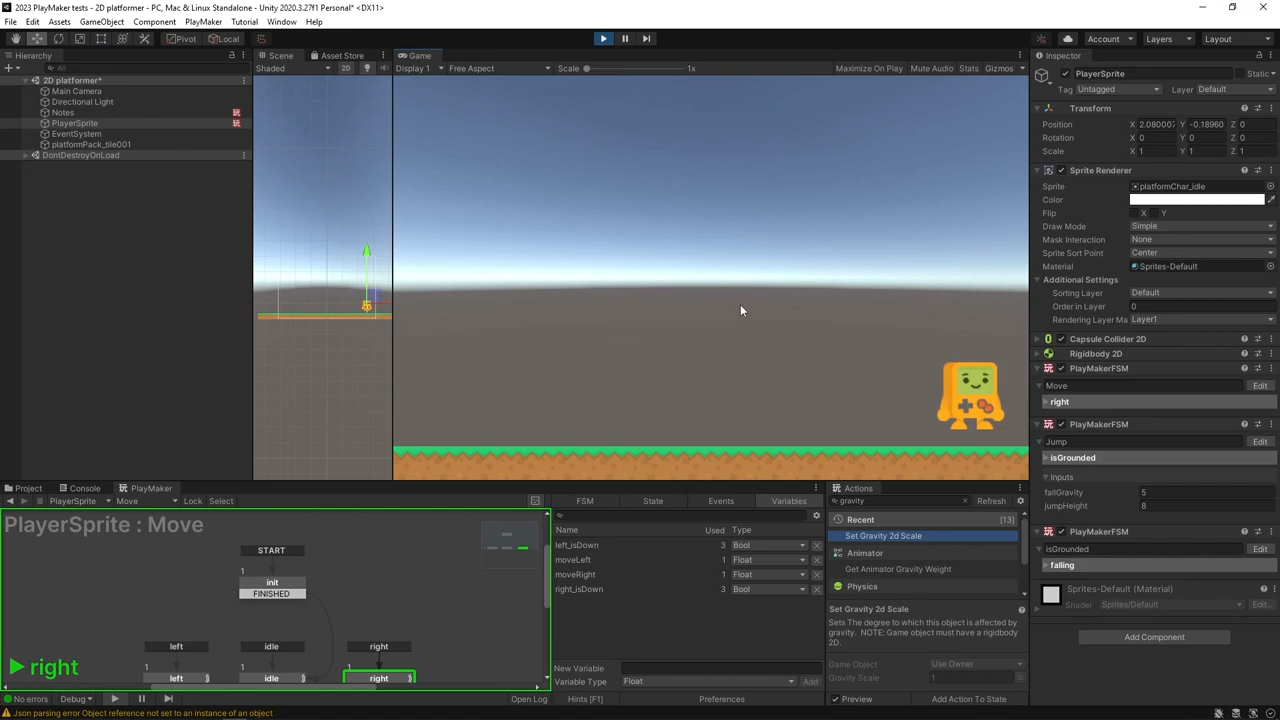 2023 PlayMaker tests - 2D platformer - PC, Mac & Linux Standalone - Unity 2020.3.27f1 Personal* <DX11>
File Edit Assets GameObject Component PlayMaker Tutorial Window Help
Pivot Local Account Layers Layout
Hierarchy Scene Asset Store Game Inspector
All Shaded 2D Display 1 Free Aspect Scale 1x Maximize On Play Mute Audio Stats Gizmos PlayerSprite Static
2D platformer*
Main Camera
Directional Light
Notes
PlayerSprite
EventSystem
platformPack_tile001
DontDestroyOnLoad
Tag Untagged Layer Default
Transform
Position X 2.080007 Y -0.18960 Z 0
Rotation X 0 Y 0 Z 0
Scale X 1 Y 1 Z 1
Sprite Renderer
Sprite platformChar_idle
Color
Flip X Y
Draw Mode Simple
Mask Interaction None
Sprite Sort Point Center
Material Sprites-Default
Additional Settings
Sorting Layer Default
Order in Layer 0
Rendering Layer Ma Layer1
Capsule Collider 2D
Rigidbody 2D
PlayMakerFSM
Move Edit
right
PlayMakerFSM
Jump Edit
isGrounded
Inputs
fallGravity 5
jumpHeight 8
PlayMakerFSM
isGrounded Edit
falling
Sprites-Default (Material)
Shader Sprites/Default Edit...
Add Component
Project Console PlayMaker
PlayerSprite Move Lock Select
PlayerSprite : Move
START
1
init
FINISHED
left idle right
1 1 1
left idle right
right
No errors Debug Open Log
FSM State Events Variables
Name Used Type
left_isDown 3 Bool
moveLeft 1 Float
moveRight 1 Float
right_isDown 3 Bool
New Variable
Variable Type Float Add
Hints [F1] Preferences
Actions
gravity Refresh
Recent [13]
Set Gravity 2d Scale
Animator
Get Animator Gravity Weight
Physics
Set Gravity 2d Scale
Sets The degree to which this object is affected by
gravity. NOTE: Game object must have a rigidbody
2D.
Game Object Use Owner
Gravity Scale 1
Preview Add Action To State
Json parsing error Object reference not set to an instance of an object